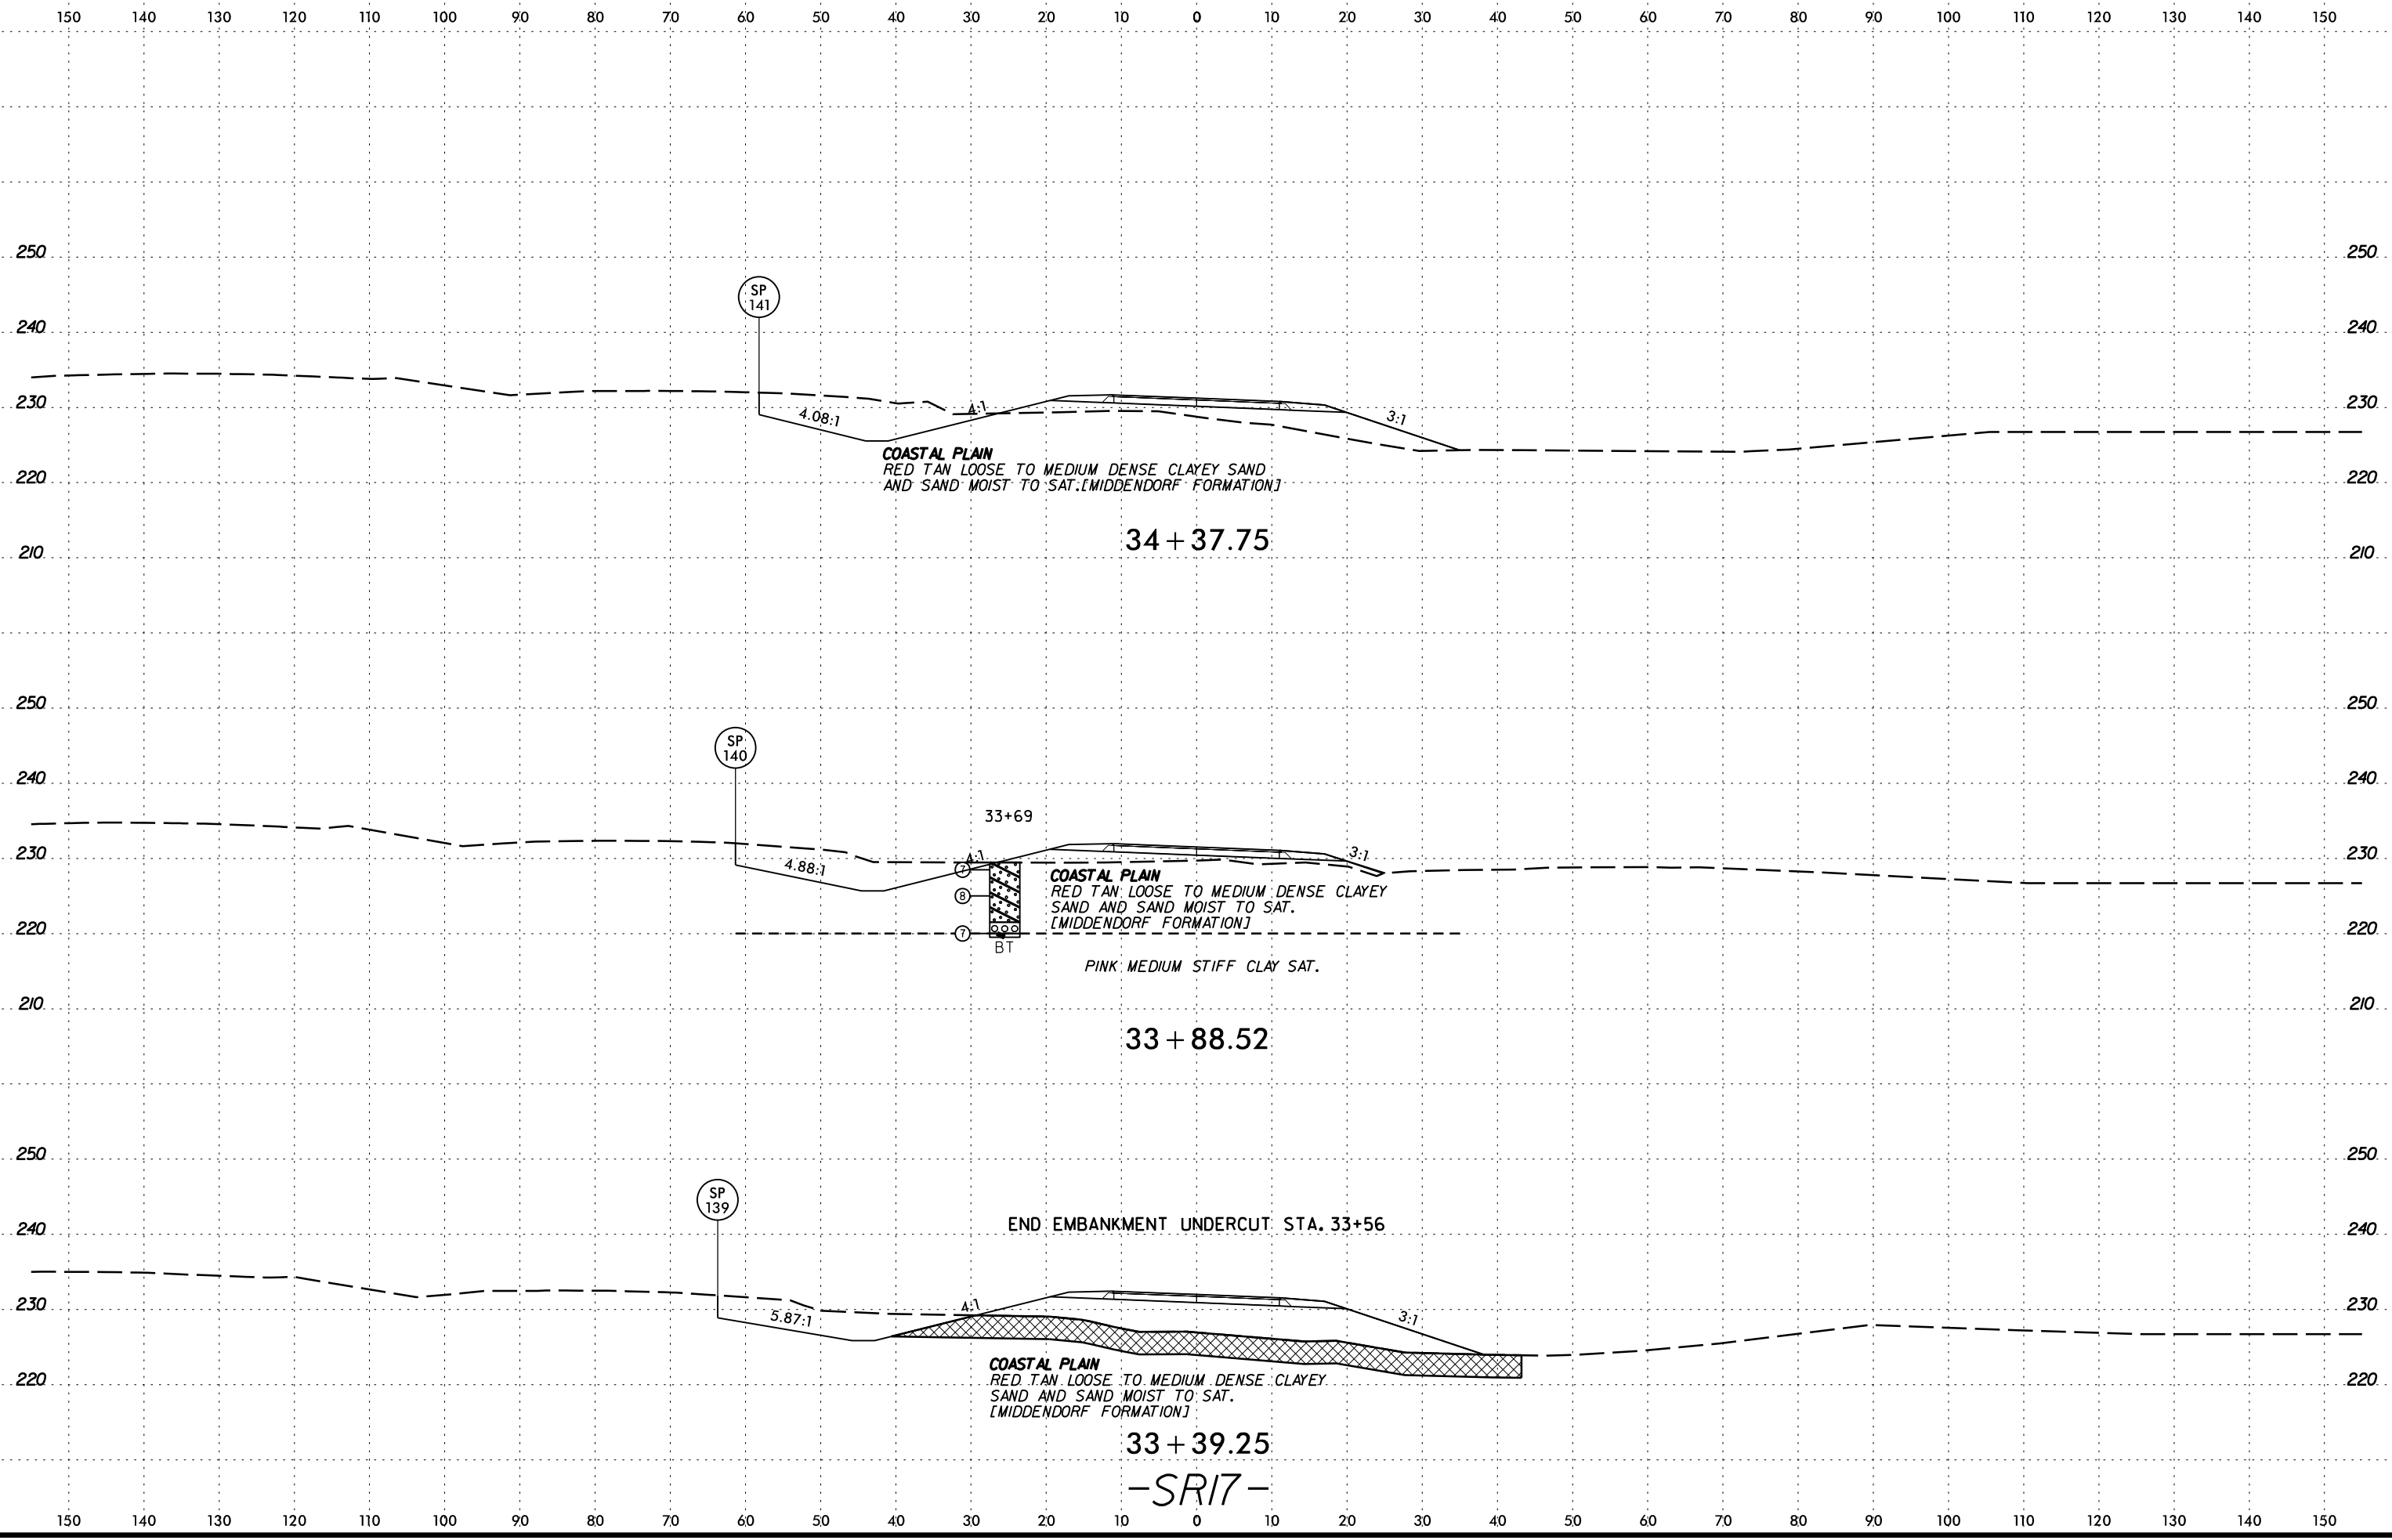 150 140 130 120 110 100 90 80 70 60 50 40 30 20 10 0 10 20 30 40 50 60 70 80 90 100 110 120 130 140 150
250 250
SP
141
240 240
230 4:1 3:1 230
4.08:1
COASTAL PLAIN
RED TAN LOOSE TO MEDIUM DENSE CLAYEY SAND
220 AND SAND MOIST TO SAT.[MIDDENDORF FORMATION] 220
34+37.75
210 210
250 250
SP
140
240 240
33+69
230 4:1 3:1 230
4.88:1 7
COASTAL PLAIN
RED TAN LOOSE TO MEDIUM DENSE CLAYEY
8
SAND AND SAND MOIST TO SAT.
[MIDDENDORF FORMATION]
220 7 220
BT
PINK MEDIUM STIFF CLAY SAT.
210 210
33+88.52
250 250
SP
139
END EMBANKMENT UNDERCUT STA. 33+56
240 240
230 4:1 3:1 230
5.87:1
COASTAL PLAIN
RED TAN LOOSE TO MEDIUM DENSE CLAYEY
220 220
SAND AND SAND MOIST TO SAT.
[MIDDENDORF FORMATION]
33+39.25
-SR17-
150 140 130 120 110 100 90 80 70 60 50 40 30 20 10 0 10 20 30 40 50 60 70 80 90 100 110 120 130 140 150